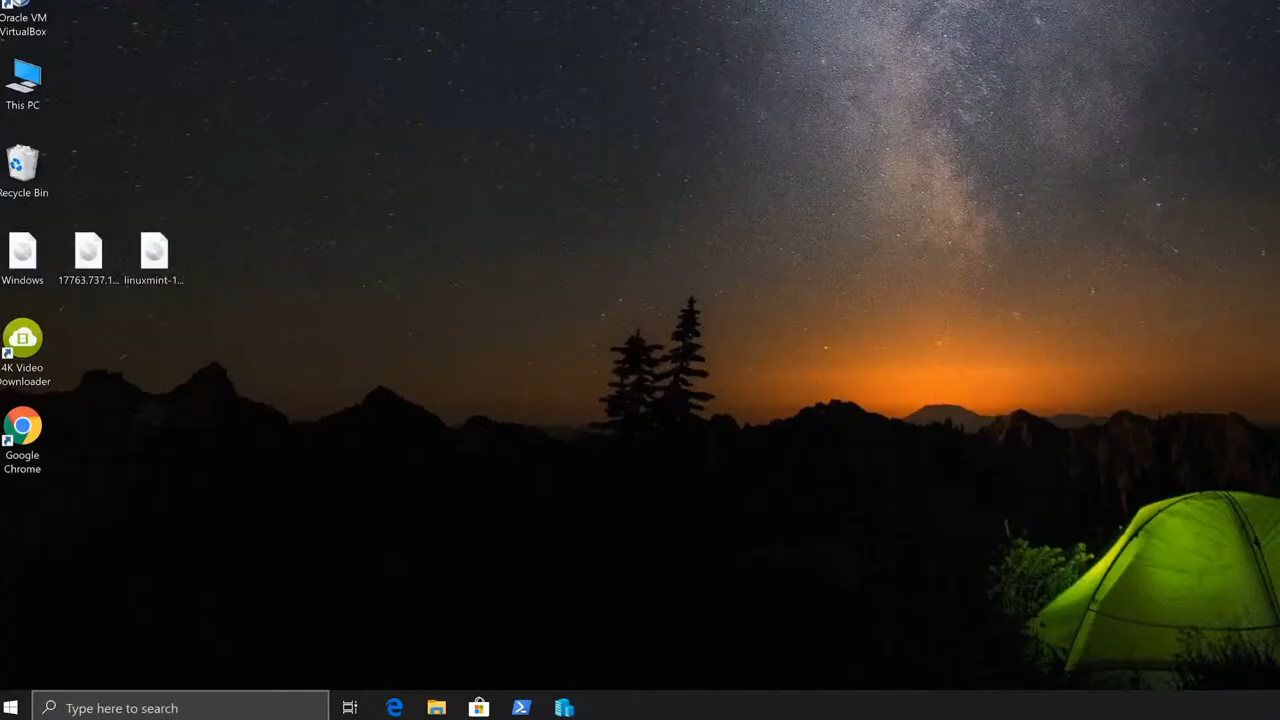 Oracle VM
VirtualBox
This PC
Recycle Bin
Windows
17763.737.1...
linuxmint-1...
4K Video
Downloader
Google
Chrome
Type here to search